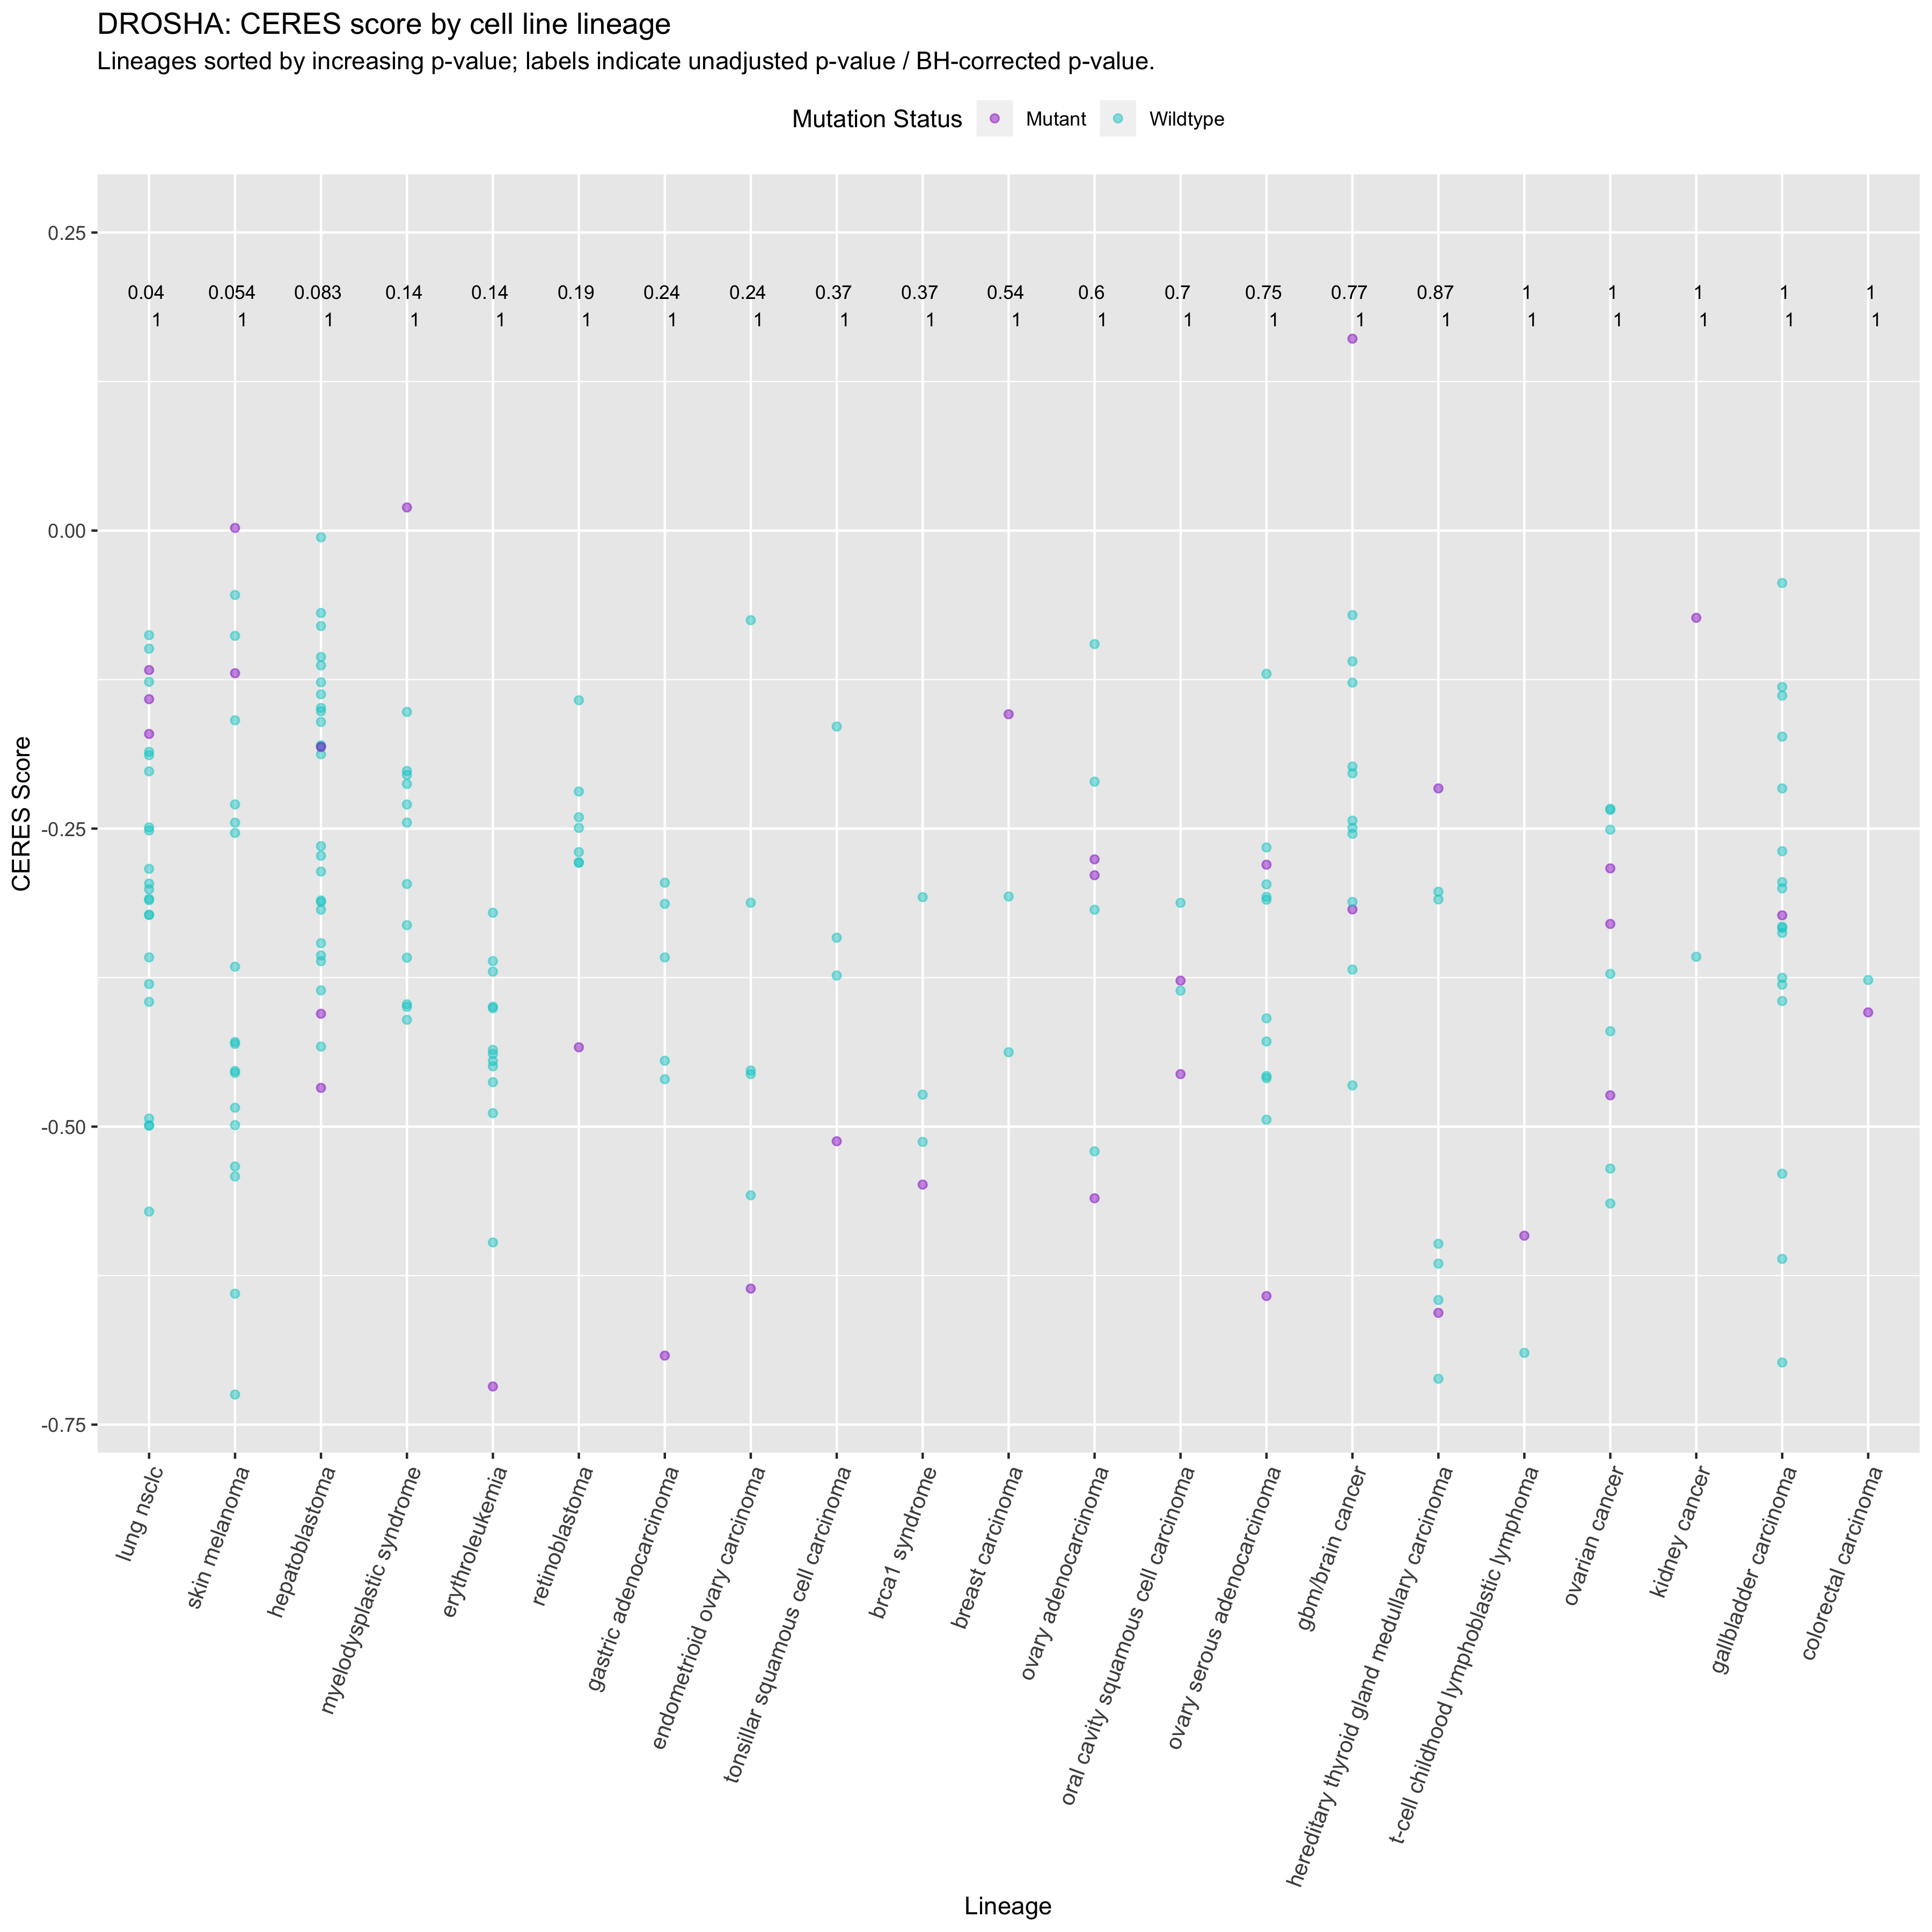 DROSHA: CERES score by cell line lineage
Lineages sorted by increasing p-value; labels indicate unadjusted p-value / BH-corrected p-value.
Mutation Status Mutant Wildtype
0.25
0.04 0.054 0.083 0.14 0.14 0.19 0.24 0.24 0.37 0.37 0.54 0.6 0.7 0.75 0.77 0.87 1 1 1 1 1
1 1 1 1 1 1 1 1 1 1 1 1 1 1 1 1 1 1 1 1 1
0.00
-0.25
-0.50
-0.75
CERES Score
lung nsclc
skin melanoma
hepatoblastoma
myelodysplastic syndrome
erythroleukemia
retinoblastoma
gastric adenocarcinoma
endometrioid ovary carcinoma
tonsillar squamous cell carcinoma
brca1 syndrome
breast carcinoma
ovary adenocarcinoma
oral cavity squamous cell carcinoma
ovary serous adenocarcinoma
gbm/brain cancer
hereditary thyroid gland medullary carcinoma
t-cell childhood lymphoblastic lymphoma
ovarian cancer
kidney cancer
gallbladder carcinoma
colorectal carcinoma
Lineage